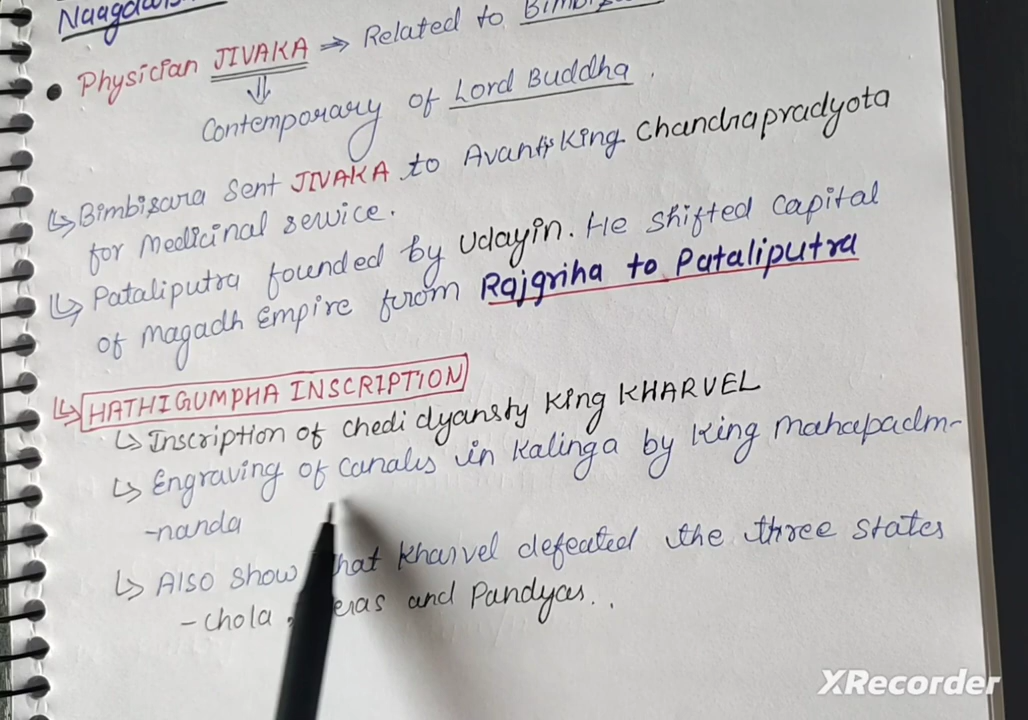 Physician JIVAKA ⇒ Related to
Contemporary of Lord Buddha.
↳ Bimbisara sent JIVAKA to Avanti King Chandrapradyota
for Medicinal service.
↳ Pataliputra founded by Udayin. He shifted capital
of Magadh Empire from Rajgriha to Pataliputra
↳ HATHIGUMPHA INSCRIPTION
↳ Inscription of chedi dyansty King KHARVEL
↳ Engraving of canals in Kalinga by King Mahapadm-
-nanda
↳ Also show that Kharvel defeated the three states
-chola, and Pandyas..
XRecorder